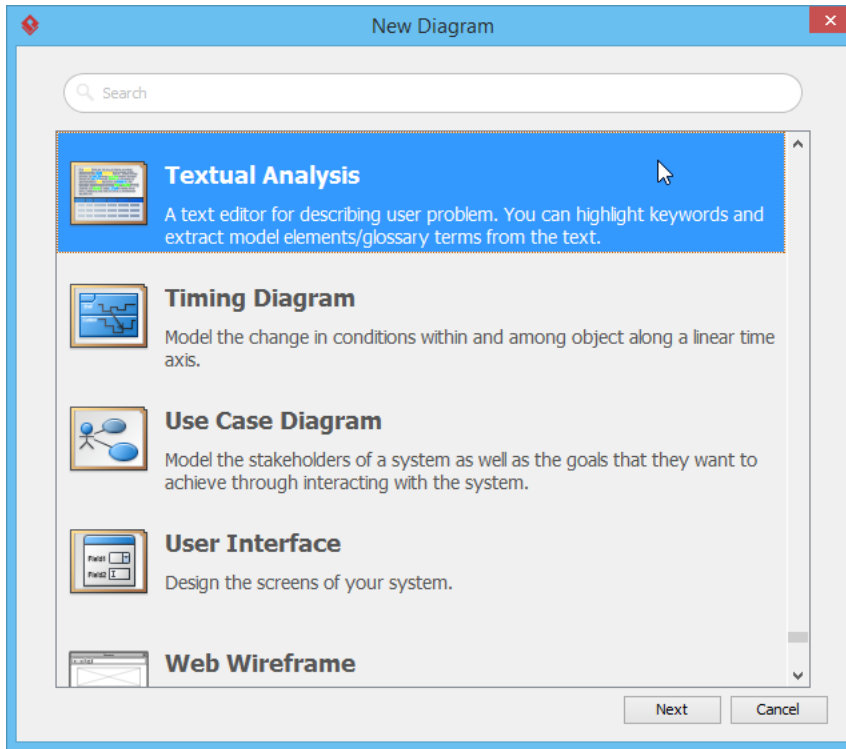 New Diagram
Search
Textual Analysis
A text editor for describing user problem. You can highlight keywords and
extract model elements/glossary terms from the text.
Timing Diagram
Model the change in conditions within and among object along a linear time
axis.
Use Case Diagram
Model the stakeholders of a system as well as the goals that they want to
achieve through interacting with the system.
User Interface
Field1
Field2
Design the screens of your system.
Web Wireframe
Next
Cancel